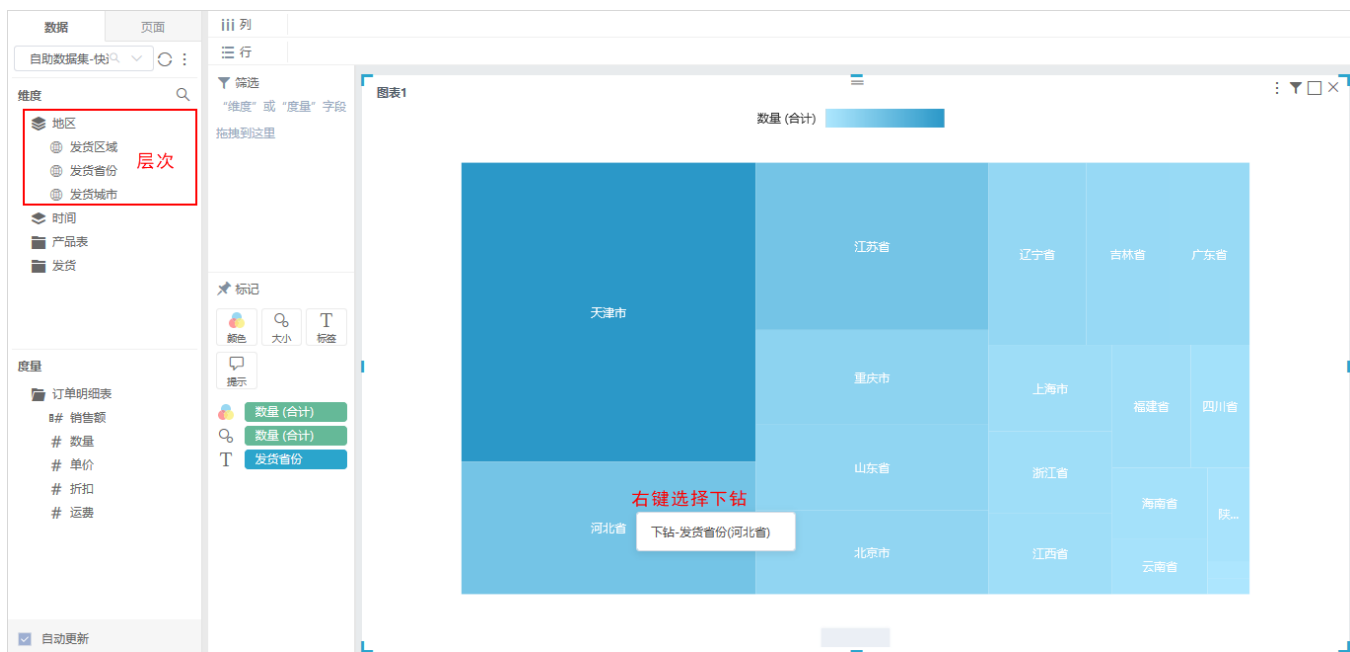 数据
页面
自助数据集-快
维度
地区
发货区域
发货省份
发货城市
层次
时间
产品表
发货
度量
订单明细表
# 销售额
# 数量
# 单价
# 折扣
# 运费
自动更新
列
行
筛选
“维度”或“度量”字段
拖拽到这里
标记
颜色
大小
T
标签
提示
数量 (合计)
数量 (合计)
T 发货省份
图表1
数量 (合计)
天津市
江苏省
辽宁省
吉林省
广东省
重庆市
上海市
福建省
四川省
山东省
浙江省
海南省
陕...
右键选择下钻
河北省
下钻-发货省份(河北省)
北京市
江西省
云南省